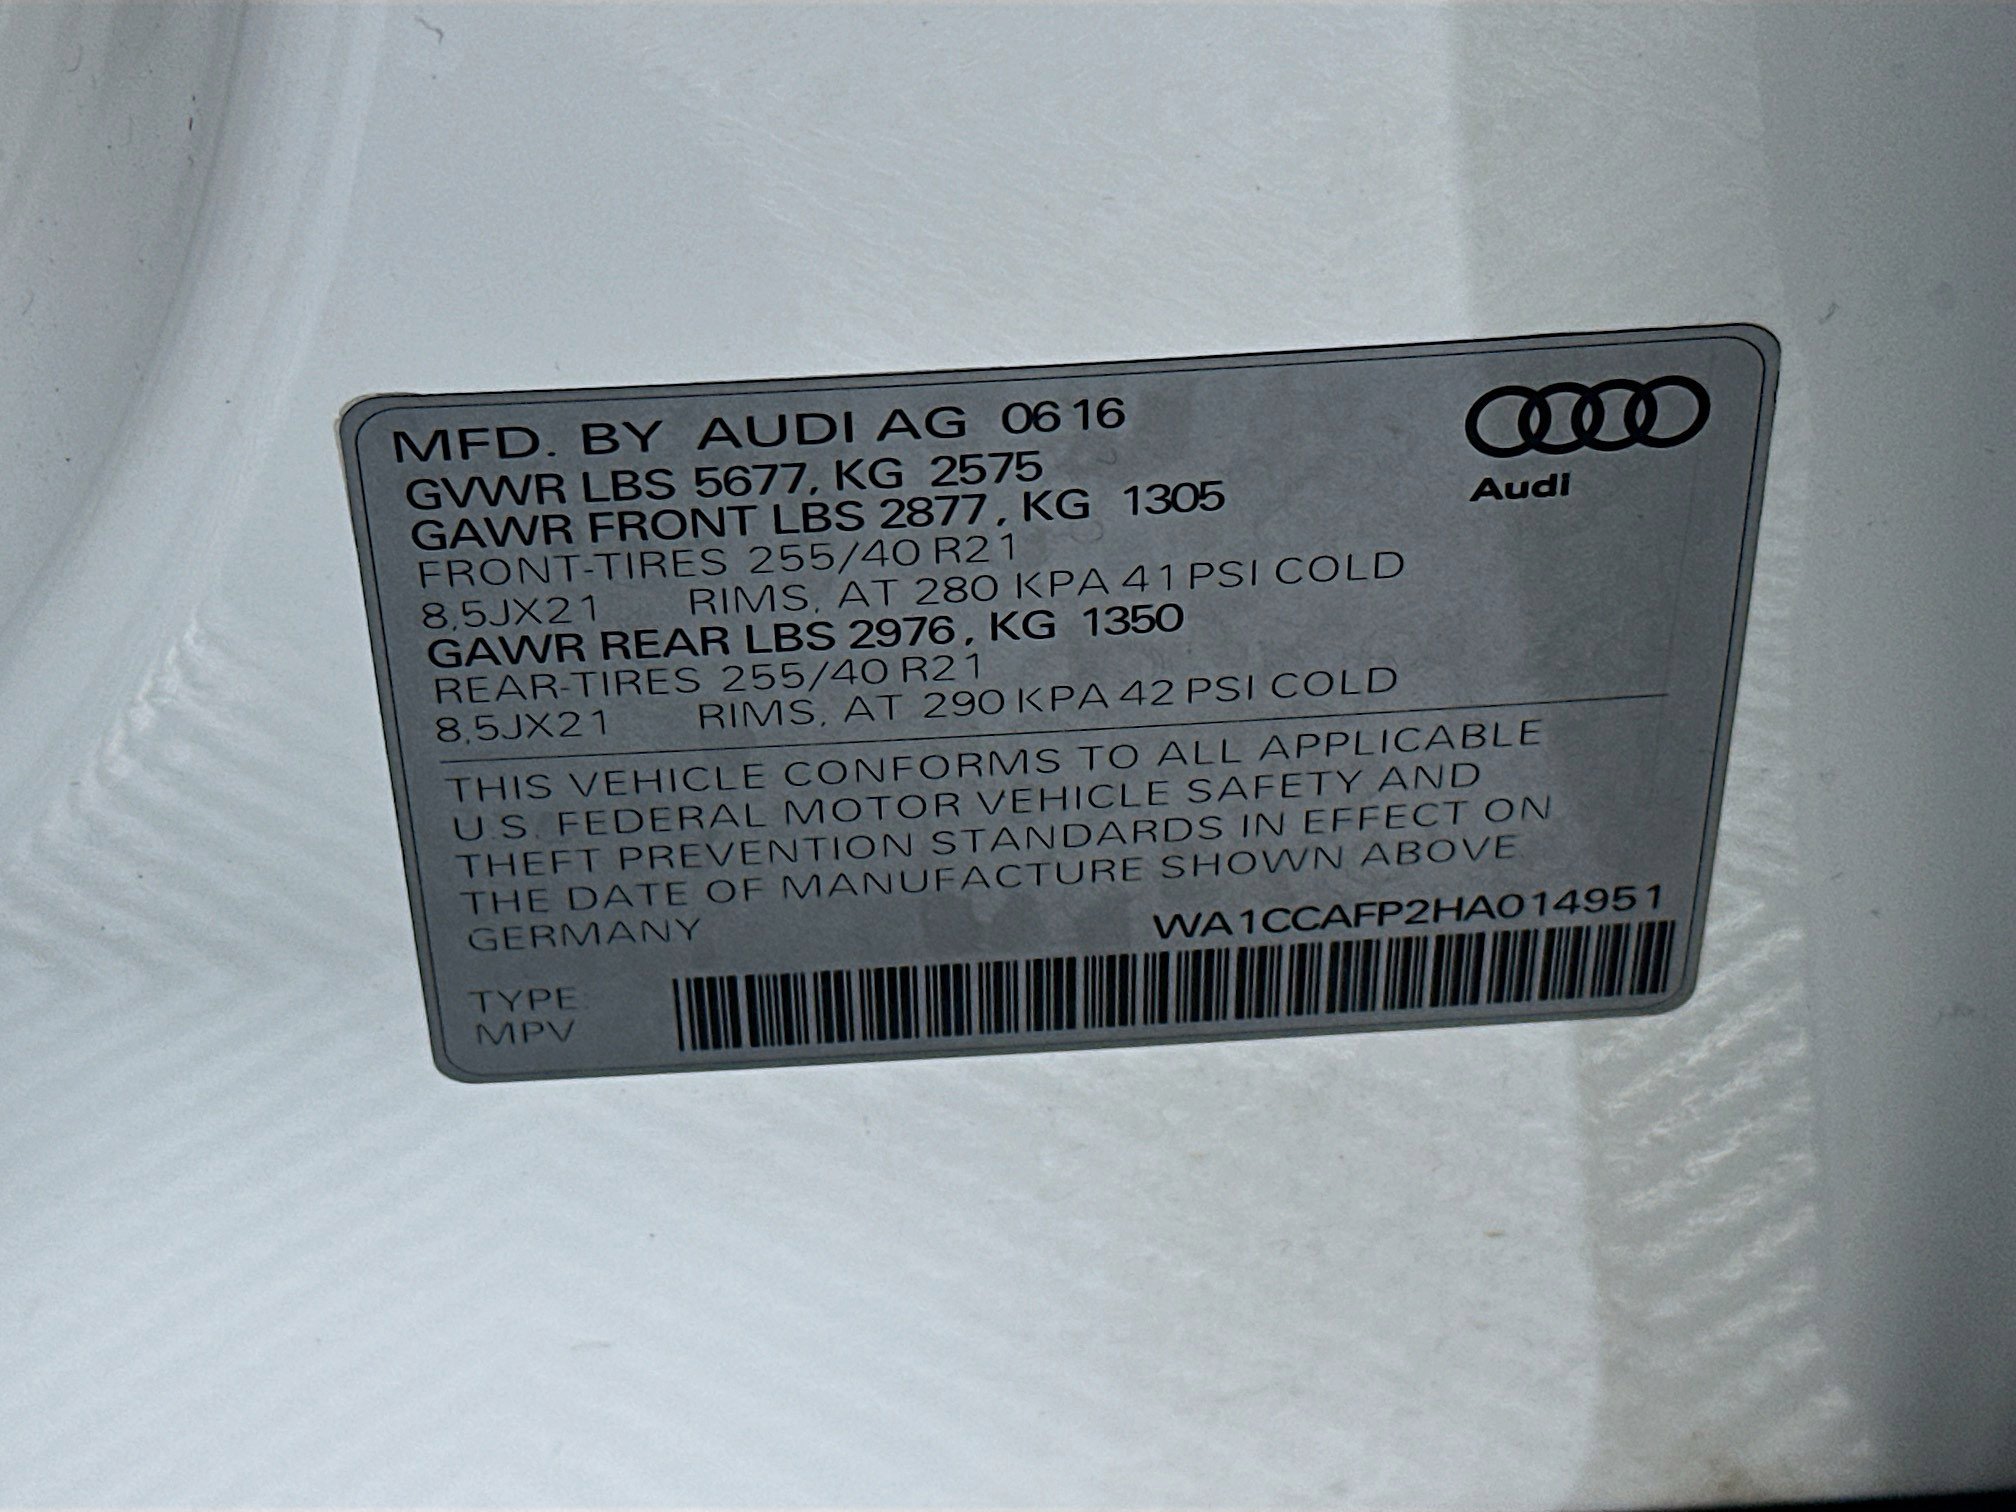 MFD. BY AUDI AG 06 16
Audi
GVWR LBS 5677, KG 2575
GAWR FRONT LBS 2877, KG 1305
FRONT-TIRES 255/40 R21
8,5JX21 RIMS, AT 280 KPA 41 PSI COLD
GAWR REAR LBS 2976, KG 1350
REAR-TIRES 255/40 R21
8,5JX21 RIMS, AT 290 KPA 42 PSI COLD
THIS VEHICLE CONFORMS TO ALL APPLICABLE
U.S. FEDERAL MOTOR VEHICLE SAFETY AND
THEFT PREVENTION STANDARDS IN EFFECT ON
THE DATE OF MANUFACTURE SHOWN ABOVE.
GERMANY WA1CCAFP2HA014951
TYPE:
MPV